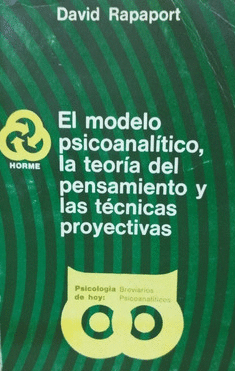 David Rapaport
El modelo
psicoanalítico,
la teoría del
pensamiento y
las técnicas
proyectivas
HORME
Psicología Breviarios
de hoy: Psicoanalíticos